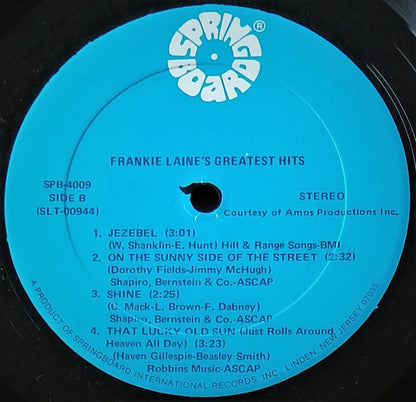 SPRINGBOARD ®
FRANKIE LAINE'S GREATEST HITS
SPB-4009
SIDE B
(SLT-00944)
STEREO
Courtesy of Amos Productions Inc.
1. JEZEBEL (3:01)
(W. Shanklin-E. Hunt) Hill & Range Songs-BMI
2. ON THE SUNNY SIDE OF THE STREET (2:32)
(Dorothy Fields-Jimmy McHugh)
Shapiro, Bernstein & Co.-ASCAP
3. SHINE (2:25)
(C. Mack-L. Brown-F. Dabney)
Shapiro, Bernstein & Co.-ASCAP
4. THAT LUCKY OLD SUN (Just Rolls Around
Heaven All Day) (3:23)
(Haven Gillespie-Beasley Smith)
Robbins Music-ASCAP
A PRODUCT OF SPRINGBOARD INTERNATIONAL RECORDS, INC., LINDEN, NEW JERSEY 07036